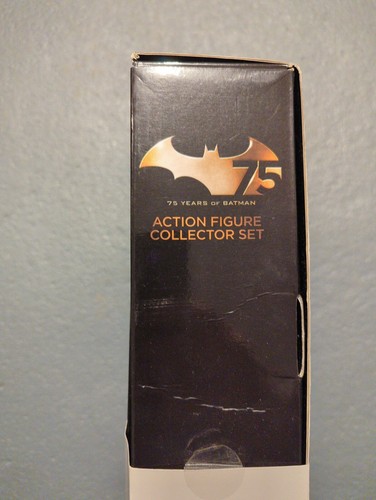 75
75 YEARS OF BATMAN
ACTION FIGURE
COLLECTOR SET